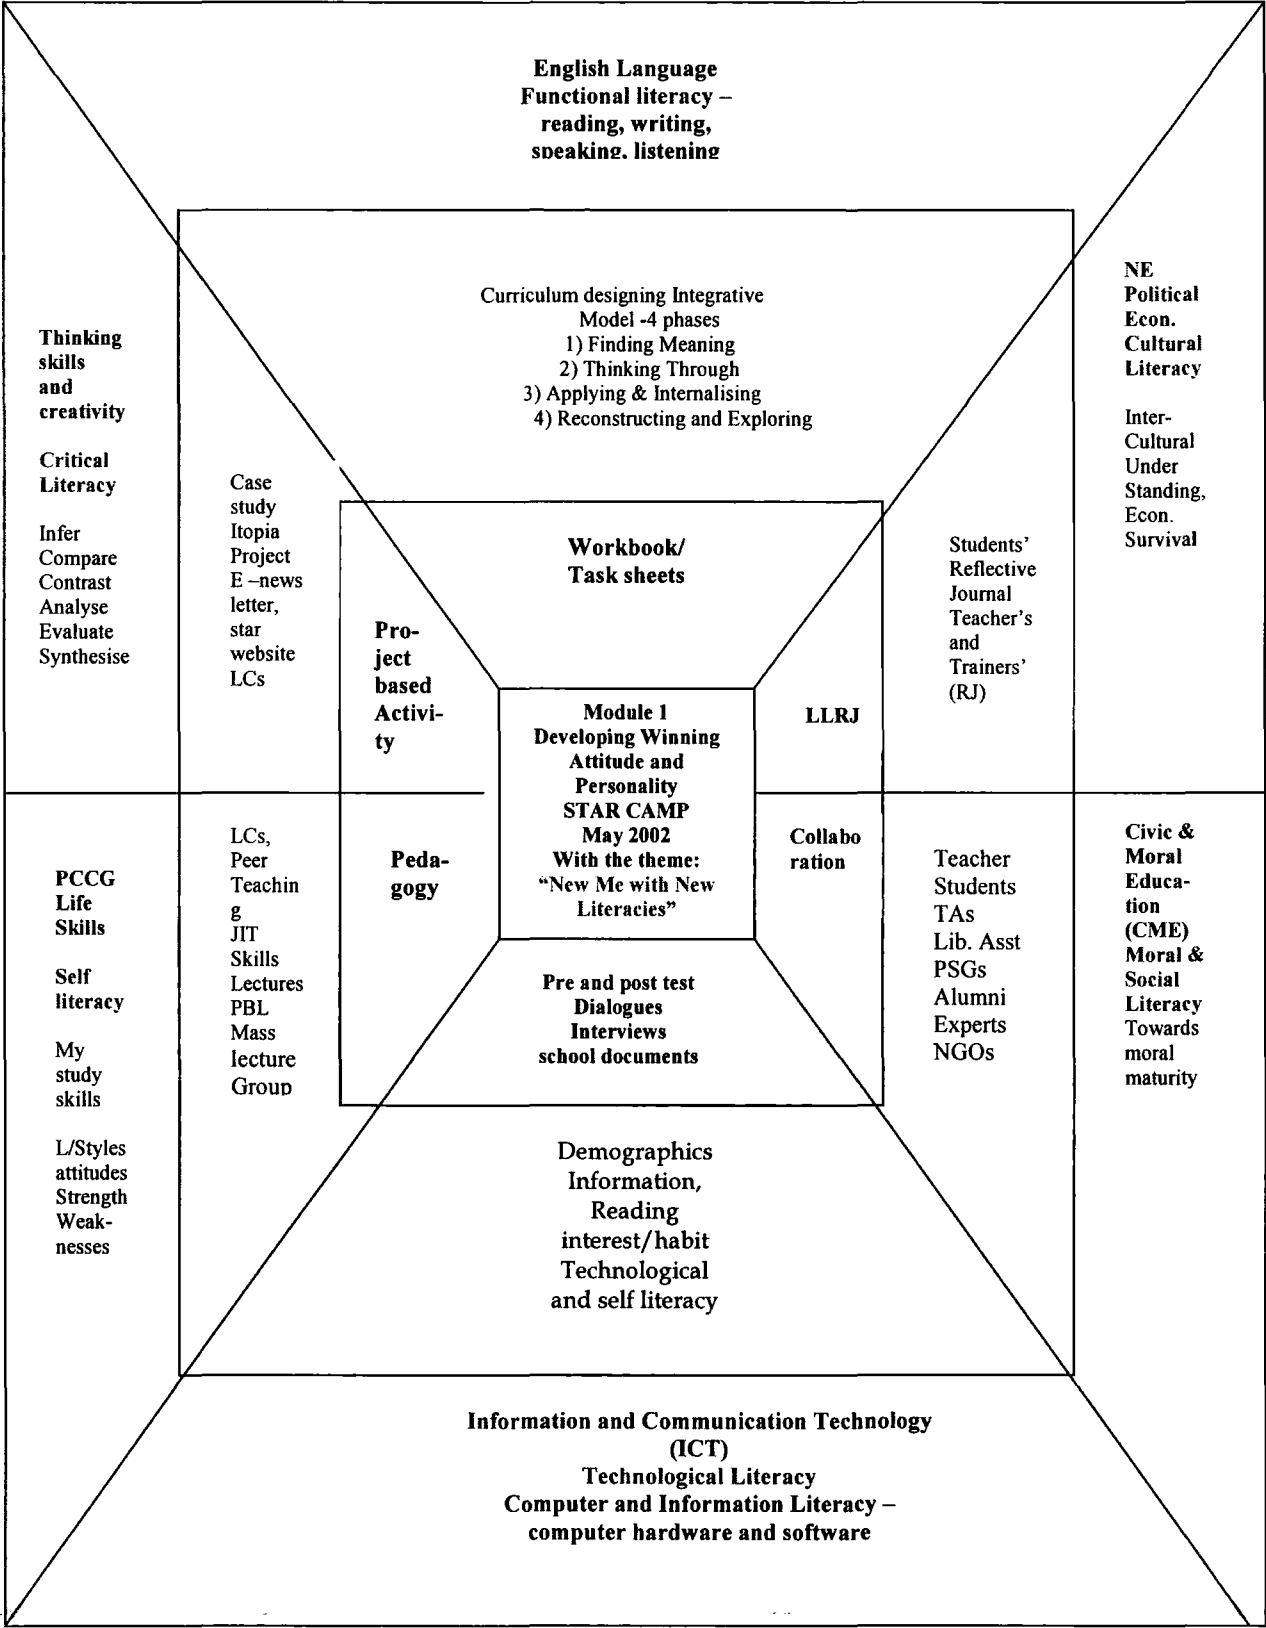 English Language
Functional literacy –
reading, writing,
speaking, listening
Curriculum designing Integrative
Model -4 phases
1) Finding Meaning
2) Thinking Through
3) Applying & Internalising
4) Reconstructing and Exploring
Thinking
skills
and
creativity
Critical
Literacy
Infer
Compare
Contrast
Analyse
Evaluate
Synthesise
Case
study
Itopia
Project
E –news
letter,
star
website
LCs
Pro-
ject
based
Activi-
ty
Workbook/
Task sheets
LLRJ
Students’
Reflective
Journal
Teacher’s
and
Trainers’
(RJ)
NE
Political
Econ.
Cultural
Literacy
Inter-
Cultural
Under
Standing,
Econ.
Survival
Module 1
Developing Winning
Attitude and
Personality
STAR CAMP
May 2002
With the theme:
“New Me with New
Literacies”
PCCG
Life
Skills
Self
literacy
My
study
skills
L/Styles
attitudes
Strength
Weak-
nesses
LCs,
Peer
Teachin
g
JIT
Skills
Lectures
PBL
Mass
lecture
Group
Peda-
gogy
Pre and post test
Dialogues
Interviews
school documents
Collabo
ration
Teacher
Students
TAs
Lib. Asst
PSGs
Alumni
Experts
NGOs
Civic &
Moral
Educa-
tion
(CME)
Moral &
Social
Literacy
Towards
moral
maturity
Demographics
Information,
Reading
interest/habit
Technological
and self literacy
Information and Communication Technology
(ICT)
Technological Literacy
Computer and Information Literacy –
computer hardware and software